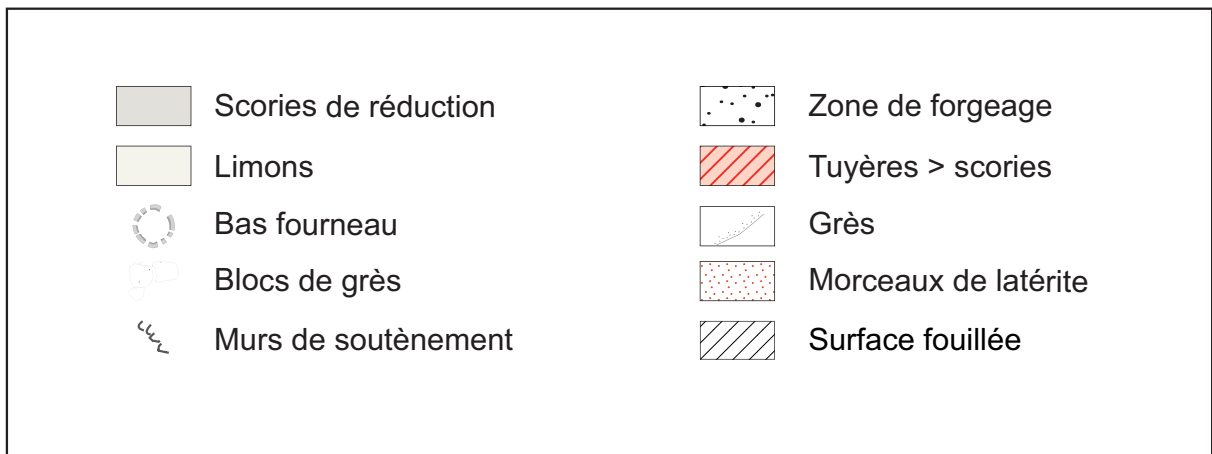 Scories de réduction
Limons
Bas fourneau
Blocs de grès
Murs de soutènement
Zone de forgeage
Tuyères > scories
Grès
Morceaux de latérite
Surface fouillée